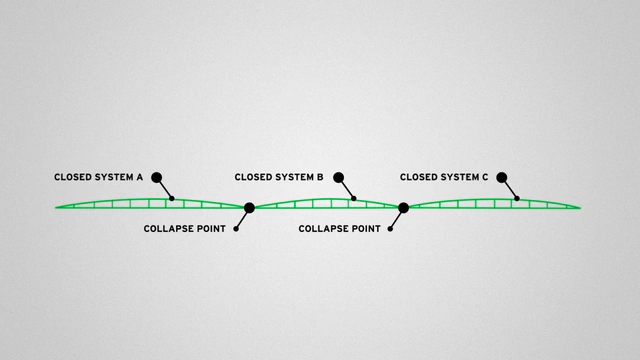 CLOSED SYSTEM A
CLOSED SYSTEM B
CLOSED SYSTEM C
COLLAPSE POINT
COLLAPSE POINT